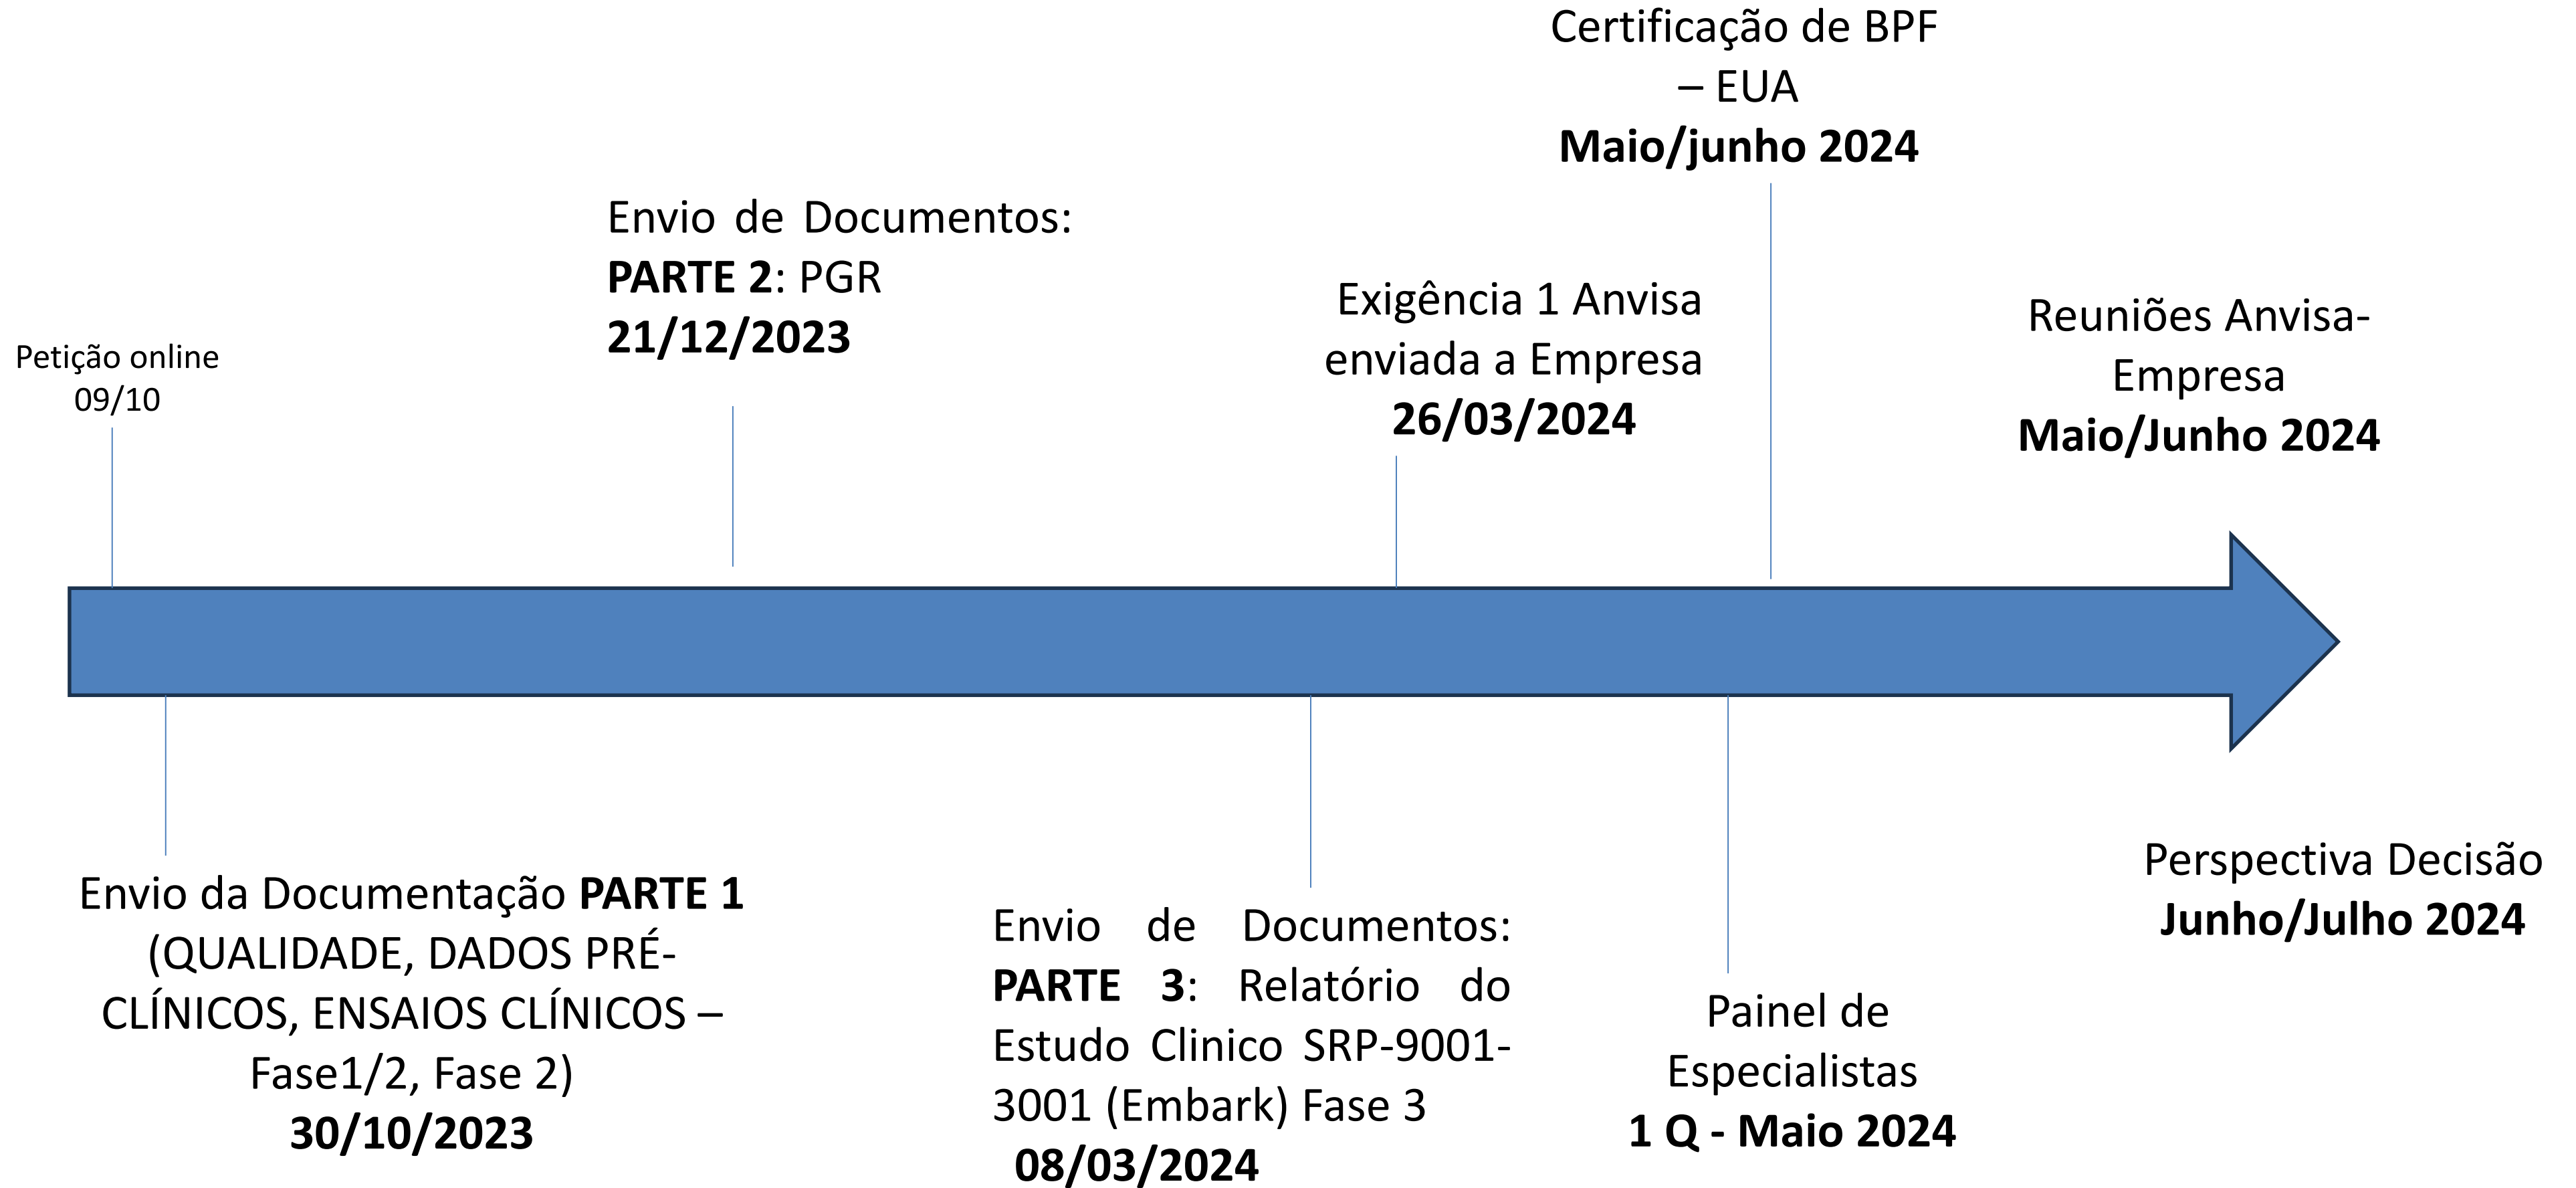 Petição online
09/10
Envio da Documentação PARTE 1
(QUALIDADE, DADOS PRÉ-
CLÍNICOS, ENSAIOS CLÍNICOS –
Fase1/2, Fase 2)
30/10/2023
Envio de Documentos:
PARTE 2: PGR
21/12/2023
Envio de Documentos:
PARTE 3: Relatório do
Estudo Clinico SRP-9001-
3001 (Embark) Fase 3
08/03/2024
Exigência 1 Anvisa
enviada a Empresa
26/03/2024
Painel de
Especialistas
1 Q - Maio 2024
Certificação de BPF
– EUA
Maio/junho 2024
Reuniões Anvisa-
Empresa
Maio/Junho 2024
Perspectiva Decisão
Junho/Julho 2024